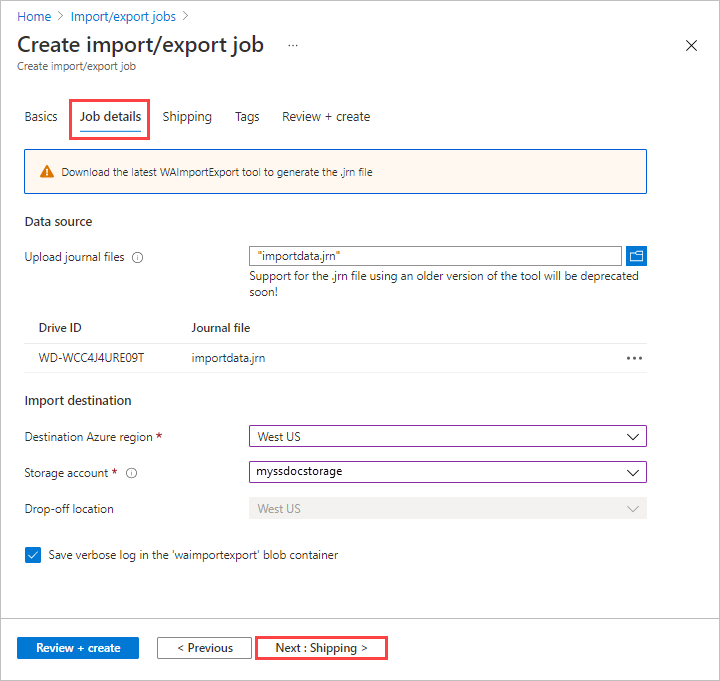 Home > Import/export jobs >
Create import/export job ...
Create import/export job
Basics Job details Shipping Tags Review + create
Download the latest WAImportExport tool to generate the .jrn file
Data source
Upload journal files "importdata.jrn"
Support for the .jrn file using an older version of the tool will be deprecated
soon!
Drive ID Journal file
WD-WCC4J4URE09T importdata.jrn
Import destination
Destination Azure region * West US
Storage account * myssdocstorage
Drop-off location West US
Save verbose log in the 'waimportexport' blob container
Review + create < Previous Next : Shipping >